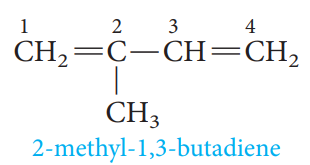 1 2 3 4
CH₂=C—CH=CH₂
|
CH₃
2-methyl-1,3-butadiene